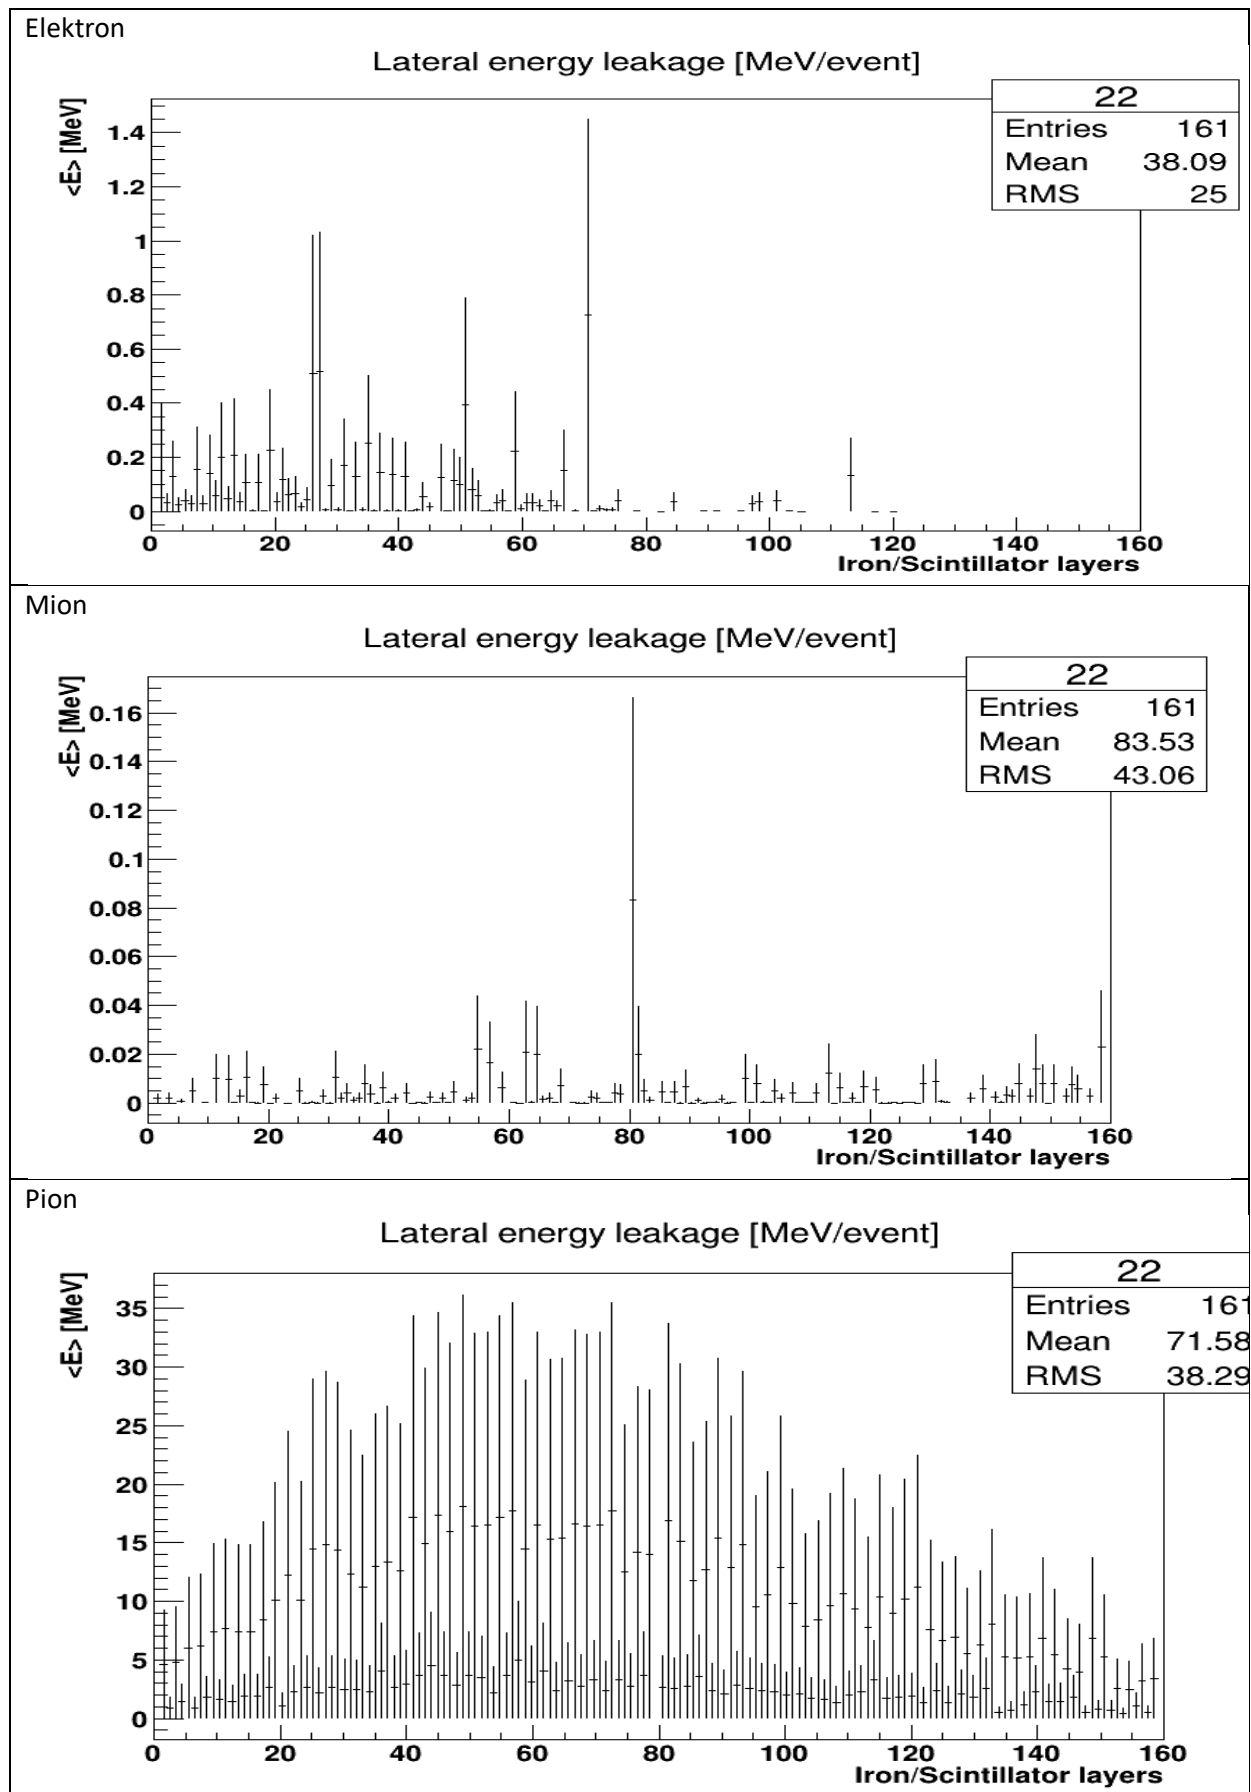 Elektron
Lateral energy leakage [MeV/event]
22
Entries 161
Mean 38.09
RMS 25
<E> [MeV]
1.4
1.2
1
0.8
0.6
0.4
0.2
0
0 20 40 60 80 100 120 140 160
Iron/Scintillator layers
Mion
Lateral energy leakage [MeV/event]
22
Entries 161
Mean 83.53
RMS 43.06
<E> [MeV]
0.16
0.14
0.12
0.1
0.08
0.06
0.04
0.02
0
0 20 40 60 80 100 120 140 160
Iron/Scintillator layers
Pion
Lateral energy leakage [MeV/event]
22
Entries 161
Mean 71.58
RMS 38.29
<E> [MeV]
35
30
25
20
15
10
5
0
0 20 40 60 80 100 120 140 160
Iron/Scintillator layers